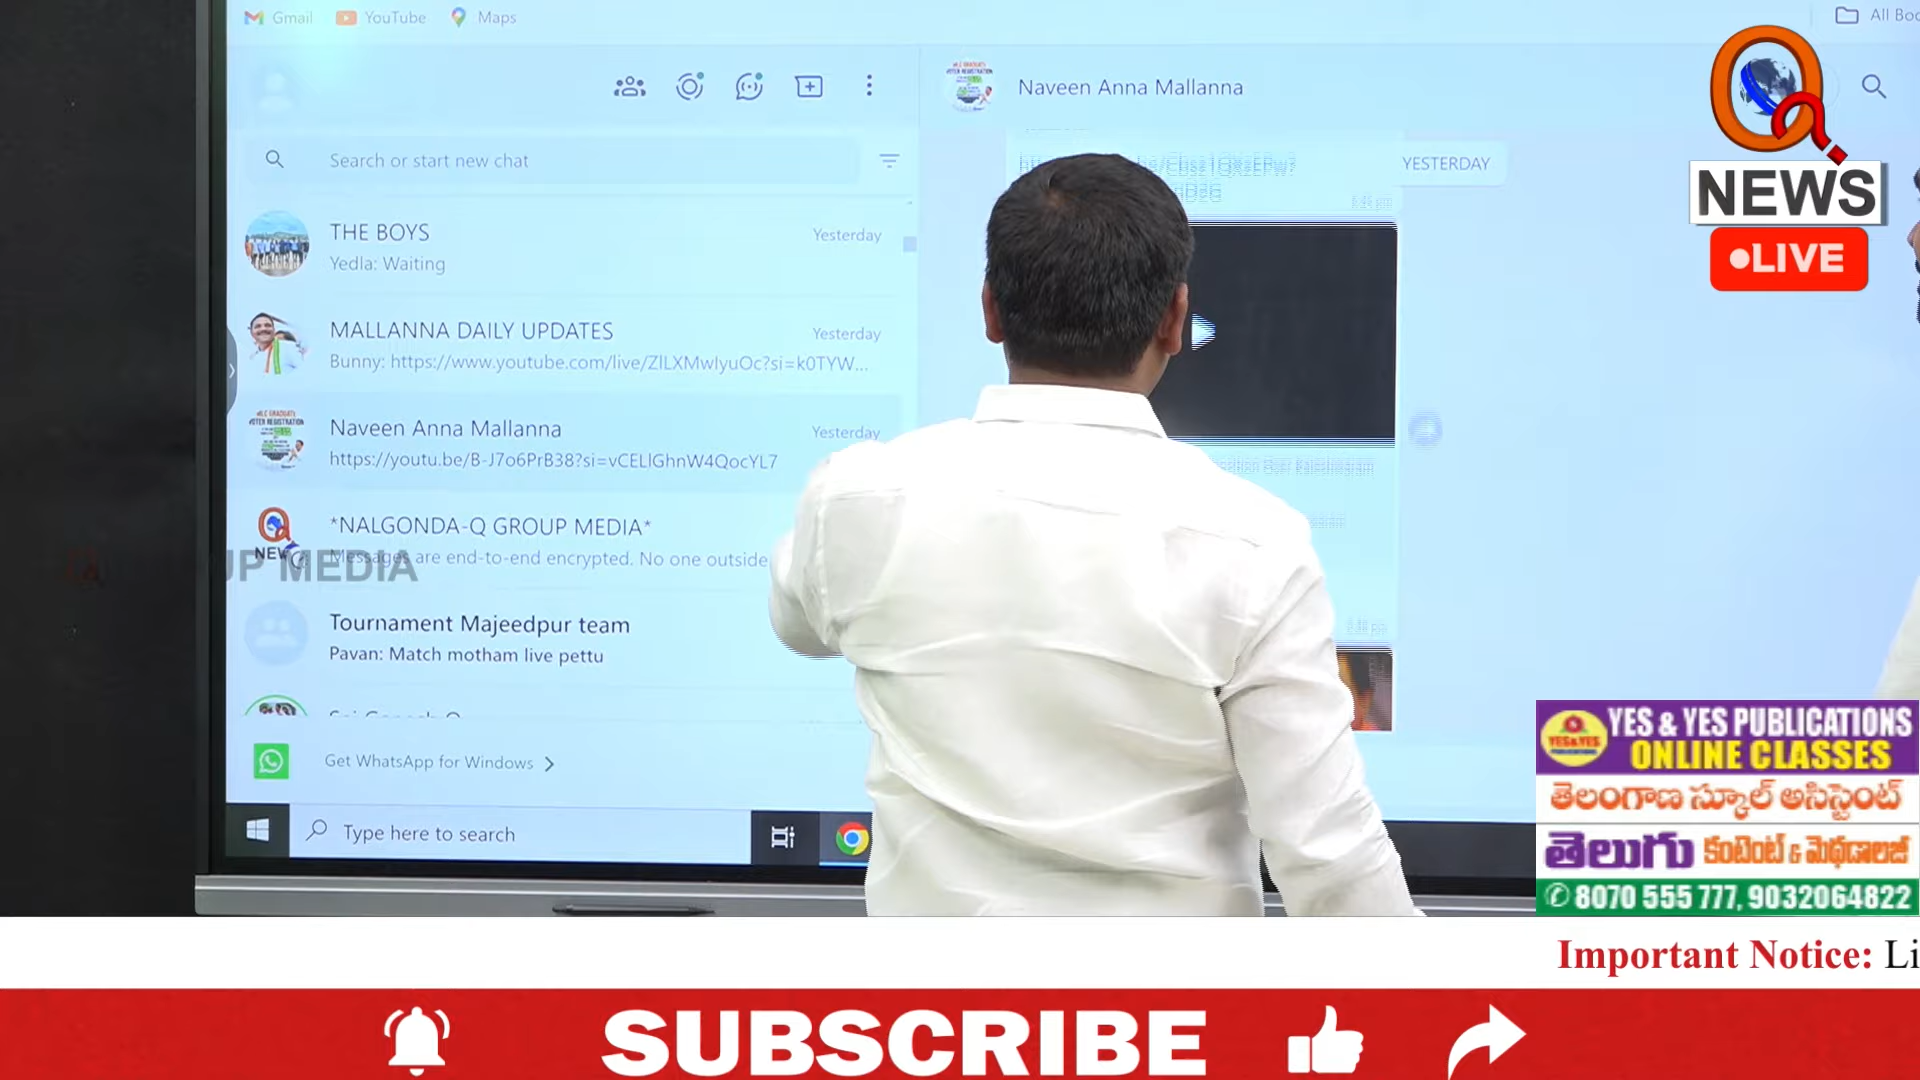 Gmail YouTube Maps
All Boo
Naveen Anna Mallanna
Search or start new chat
YESTERDAY
THE BOYS
Yesterday
Yedla: Waiting
MALLANNA DAILY UPDATES
Yesterday
Bunny: https://www.youtube.com/live/ZlLXMwIyuOc?si=k0TYW...
Naveen Anna Mallanna
Yesterday
https://youtu.be/B-J7o6PrB38?si=vCELlGhnW4QocYL7
*NALGONDA-Q GROUP MEDIA*
Messages are end-to-end encrypted. No one outside
UP MEDIA
Tournament Majeedpur team
Pavan: Match motham live pettu
Get WhatsApp for Windows
Type here to search
Q
NEWS
LIVE
YES & YES PUBLICATIONS
ONLINE CLASSES
తెలంగాణ స్కూల్ అసిస్టెంట్
తెలుగు కంటెంట్ & మెథడాలజీ
8070 555 777, 9032064822
Important Notice: Li
SUBSCRIBE